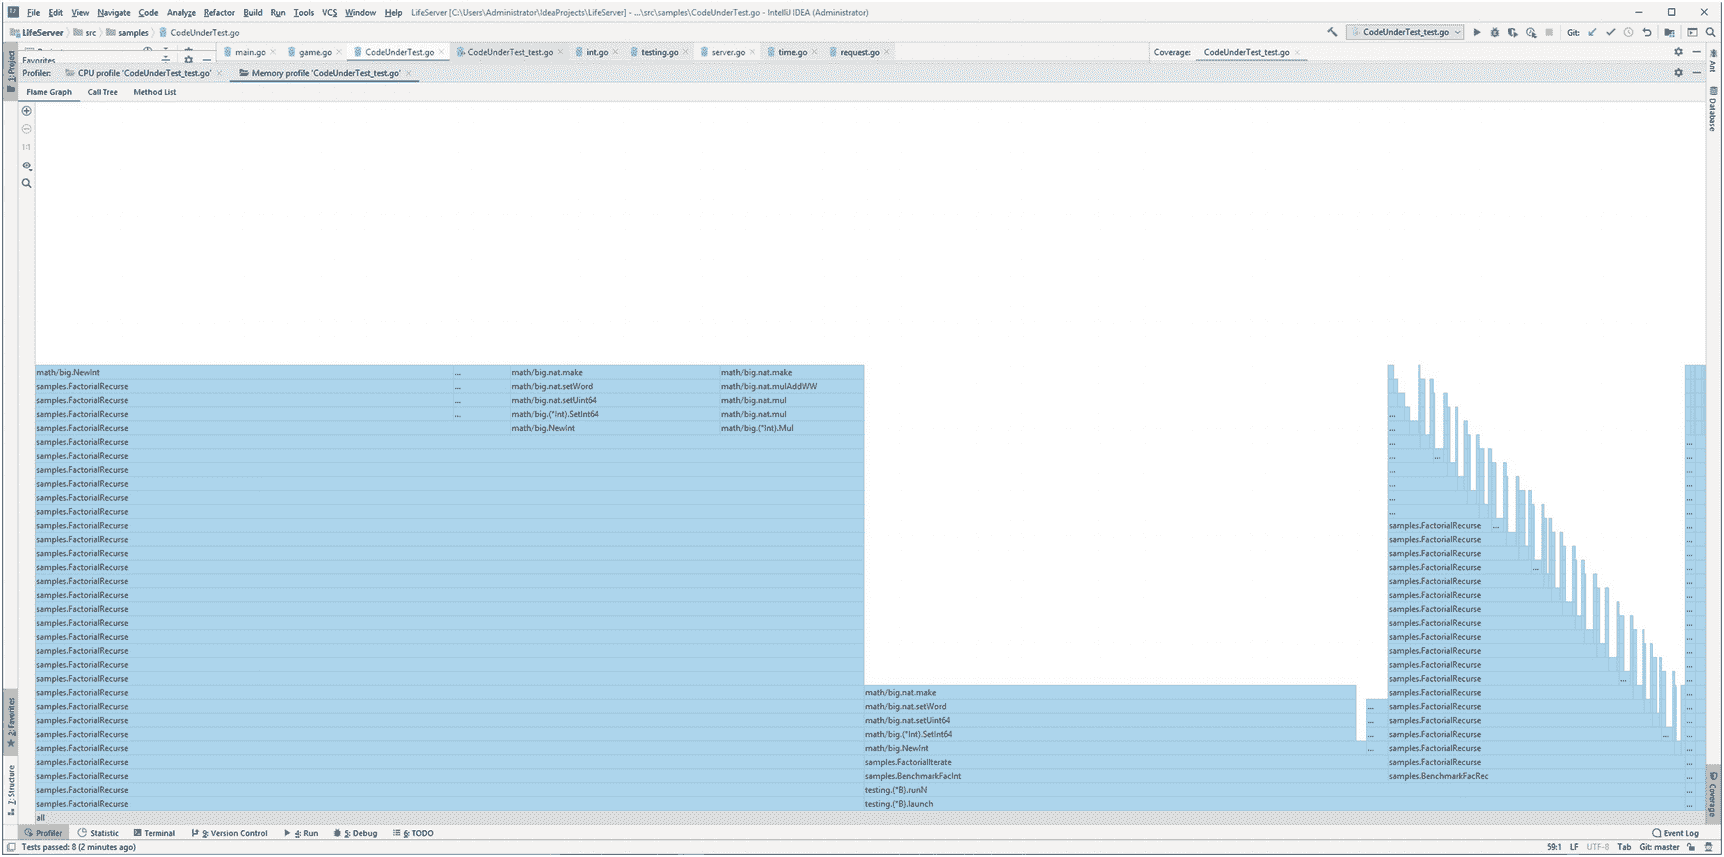 File Edit View Navigate Code Analyze Refactor Build Run Tools VCS Window Help LifeServer [C:\Users\Administrator\IdeaProjects\LifeServer] - ...\src\samples\CodeUnderTest.go - IntelliJ IDEA (Administrator)
LifeServer src samples CodeUnderTest.go CodeUnderTest_test.go Git:
main.go game.go CodeUnderTest.go CodeUnderTest_test.go int.go testing.go server.go time.go request.go Coverage: CodeUnderTest_test.go
Favorites
Profiler: CPU profile 'CodeUnderTest_test.go' Memory profile 'CodeUnderTest_test.go'
Flame Graph Call Tree Method List
1:1
1: Project
2: Favorites
7: Structure
Ant
Database
Coverage
math/big.NewInt ... math/big.nat.make math/big.nat.make
samples.FactorialRecurse ... math/big.nat.setWord math/big.nat.mulAddWW
samples.FactorialRecurse ... math/big.nat.setUint64 math/big.nat.mul
samples.FactorialRecurse ... math/big.(*Int).SetInt64 math/big.nat.mul ...
samples.FactorialRecurse math/big.NewInt math/big.(*Int).Mul ...
samples.FactorialRecurse ... ...
samples.FactorialRecurse ... ... ...
samples.FactorialRecurse ... ...
samples.FactorialRecurse ... ...
samples.FactorialRecurse ... ...
samples.FactorialRecurse ... ...
samples.FactorialRecurse samples.FactorialRecurse ... ...
samples.FactorialRecurse samples.FactorialRecurse ...
samples.FactorialRecurse samples.FactorialRecurse ...
samples.FactorialRecurse samples.FactorialRecurse ... ...
samples.FactorialRecurse samples.FactorialRecurse ...
samples.FactorialRecurse samples.FactorialRecurse ...
samples.FactorialRecurse samples.FactorialRecurse ...
samples.FactorialRecurse samples.FactorialRecurse ...
samples.FactorialRecurse samples.FactorialRecurse ...
samples.FactorialRecurse samples.FactorialRecurse ...
samples.FactorialRecurse samples.FactorialRecurse ...
samples.FactorialRecurse samples.FactorialRecurse ... ...
samples.FactorialRecurse math/big.nat.make samples.FactorialRecurse ...
samples.FactorialRecurse math/big.nat.setWord ... samples.FactorialRecurse ...
samples.FactorialRecurse math/big.nat.setUint64 ... samples.FactorialRecurse ...
samples.FactorialRecurse math/big.(*Int).SetInt64 ... samples.FactorialRecurse ... ...
samples.FactorialRecurse math/big.NewInt ... samples.FactorialRecurse ...
samples.FactorialRecurse samples.FactorialIterate samples.FactorialRecurse ...
samples.FactorialRecurse samples.BenchmarkFacInt samples.BenchmarkFacRec ...
samples.FactorialRecurse testing.(*B).runN ...
samples.FactorialRecurse testing.(*B).launch ...
all
Profiler Statistic Terminal 9: Version Control 4: Run 5: Debug 6: TODO Event Log
Tests passed: 8 (2 minutes ago) 59:1 LF UTF-8 Tab Git: master